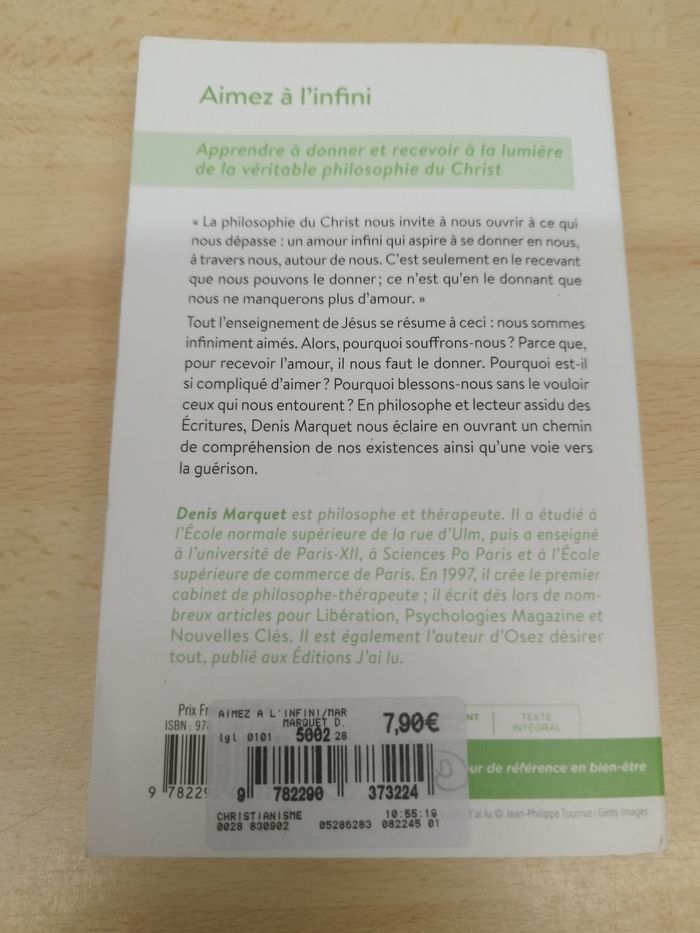 Aimez à l'infini
Apprendre à donner et recevoir à la lumière
de la véritable philosophie du Christ
« La philosophie du Christ nous invite à nous ouvrir à ce qui
nous dépasse : un amour infini qui aspire à se donner en nous,
à travers nous, autour de nous. C'est seulement en le recevant
que nous pouvons le donner ; ce n'est qu'en le donnant que
nous ne manquerons plus d'amour. »
Tout l'enseignement de Jésus se résume à ceci : nous sommes
infiniment aimés. Alors, pourquoi souffrons-nous ? Parce que,
pour recevoir l'amour, il nous faut le donner. Pourquoi est-il
si compliqué d'aimer ? Pourquoi blessons-nous sans le vouloir
ceux qui nous entourent ? En philosophe et lecteur assidu des
Écritures, Denis Marquet nous éclaire en ouvrant un chemin
de compréhension de nos existences ainsi qu'une voie vers
la guérison.
Denis Marquet est philosophe et thérapeute. Il a étudié à
l'École normale supérieure de la rue d'Ulm, puis a enseigné
à l'université de Paris-XII, à Sciences Po Paris et à l'École
supérieure de commerce de Paris. En 1997, il crée le premier
cabinet de philosophe-thérapeute ; il écrit dès lors de nom-
breux articles pour Libération, Psychologies Magazine et
Nouvelles Clés. Il est également l'auteur d'Osez désirer
tout, publié aux Éditions J'ai lu.
Prix Fr
ISBN : 978
9 78229
AIMEZ A L'INFINI/MAR
MARQUET D.
7,90€
lgl 0101 5002 28
9 782290 373224
CHRISTIANISME 10:55:19
0028 830902 05286283 082245 01
NT
TEXTE
INTÉGRAL
ur de référence en bien-être
J'ai lu © Jean-Philippe Tournut / Getty Images